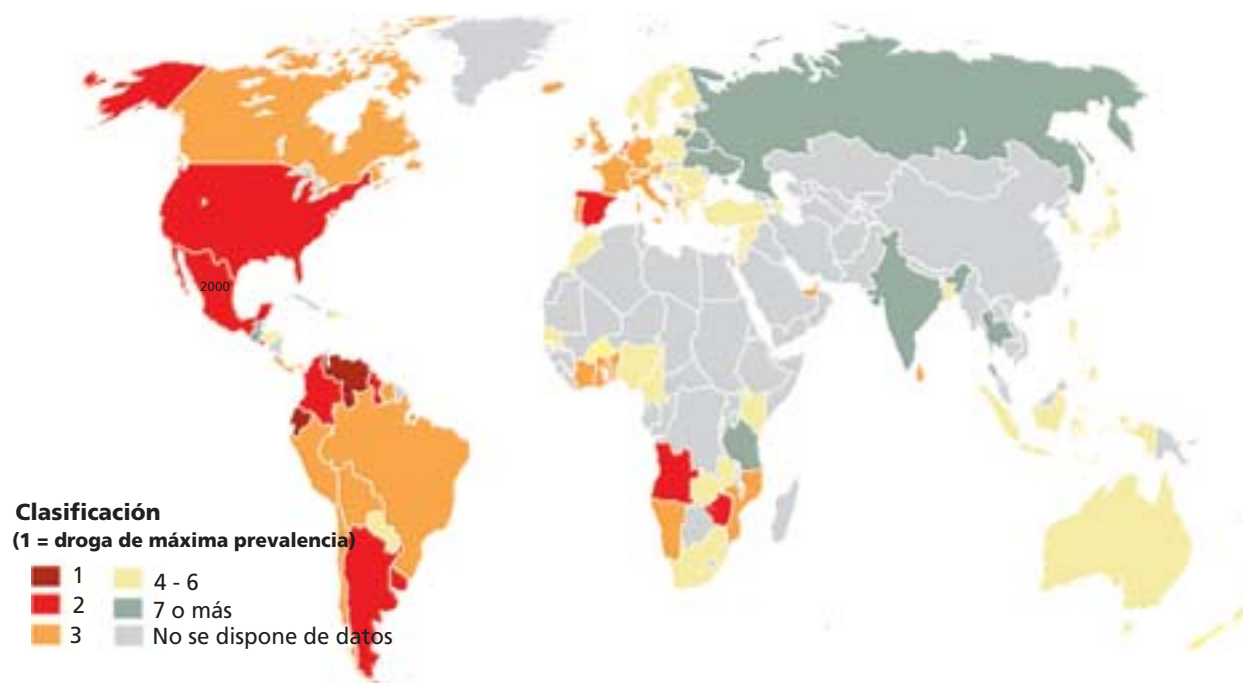 2000
Clasificación
(1 = droga de máxima prevalencia)
1
2
3
4 - 6
7 o más
No se dispone de datos